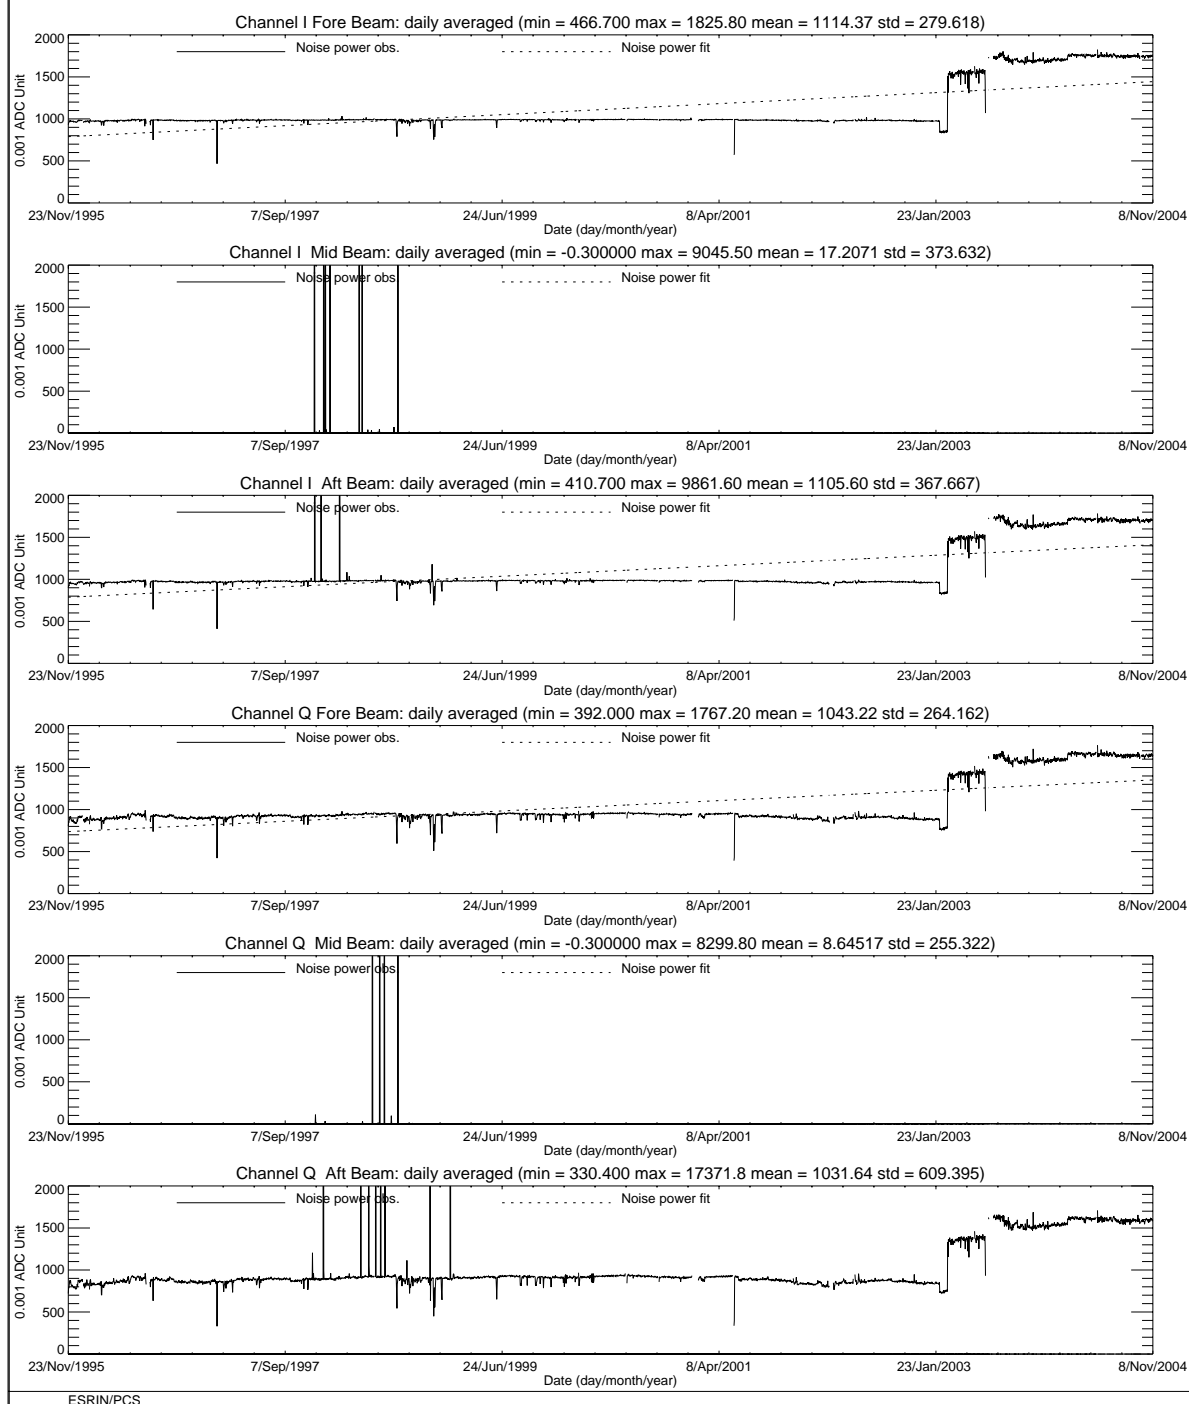 Channel I Fore Beam: daily averaged (min = 466.700 max = 1825.80 mean = 1114.37 std = 279.618)
2000
1500
1000
500
0
0.001 ADC Unit
Noise power obs.
Noise power fit
23/Nov/1995 7/Sep/1997 24/Jun/1999 8/Apr/2001 23/Jan/2003 8/Nov/2004
Date (day/month/year)
Channel I Mid Beam: daily averaged (min = -0.300000 max = 9045.50 mean = 17.2071 std = 373.632)
2000
1500
1000
500
0
0.001 ADC Unit
Noise power obs.
Noise power fit
23/Nov/1995 7/Sep/1997 24/Jun/1999 8/Apr/2001 23/Jan/2003 8/Nov/2004
Date (day/month/year)
Channel I Aft Beam: daily averaged (min = 410.700 max = 9861.60 mean = 1105.60 std = 367.667)
2000
1500
1000
500
0
0.001 ADC Unit
Noise power obs.
Noise power fit
23/Nov/1995 7/Sep/1997 24/Jun/1999 8/Apr/2001 23/Jan/2003 8/Nov/2004
Date (day/month/year)
Channel Q Fore Beam: daily averaged (min = 392.000 max = 1767.20 mean = 1043.22 std = 264.162)
2000
1500
1000
500
0
0.001 ADC Unit
Noise power obs.
Noise power fit
23/Nov/1995 7/Sep/1997 24/Jun/1999 8/Apr/2001 23/Jan/2003 8/Nov/2004
Date (day/month/year)
Channel Q Mid Beam: daily averaged (min = -0.300000 max = 8299.80 mean = 8.64517 std = 255.322)
2000
1500
1000
500
0
0.001 ADC Unit
Noise power obs.
Noise power fit
23/Nov/1995 7/Sep/1997 24/Jun/1999 8/Apr/2001 23/Jan/2003 8/Nov/2004
Date (day/month/year)
Channel Q Aft Beam: daily averaged (min = 330.400 max = 17371.8 mean = 1031.64 std = 609.395)
2000
1500
1000
500
0
0.001 ADC Unit
Noise power obs.
Noise power fit
23/Nov/1995 7/Sep/1997 24/Jun/1999 8/Apr/2001 23/Jan/2003 8/Nov/2004
Date (day/month/year)
ESRIN/PCS